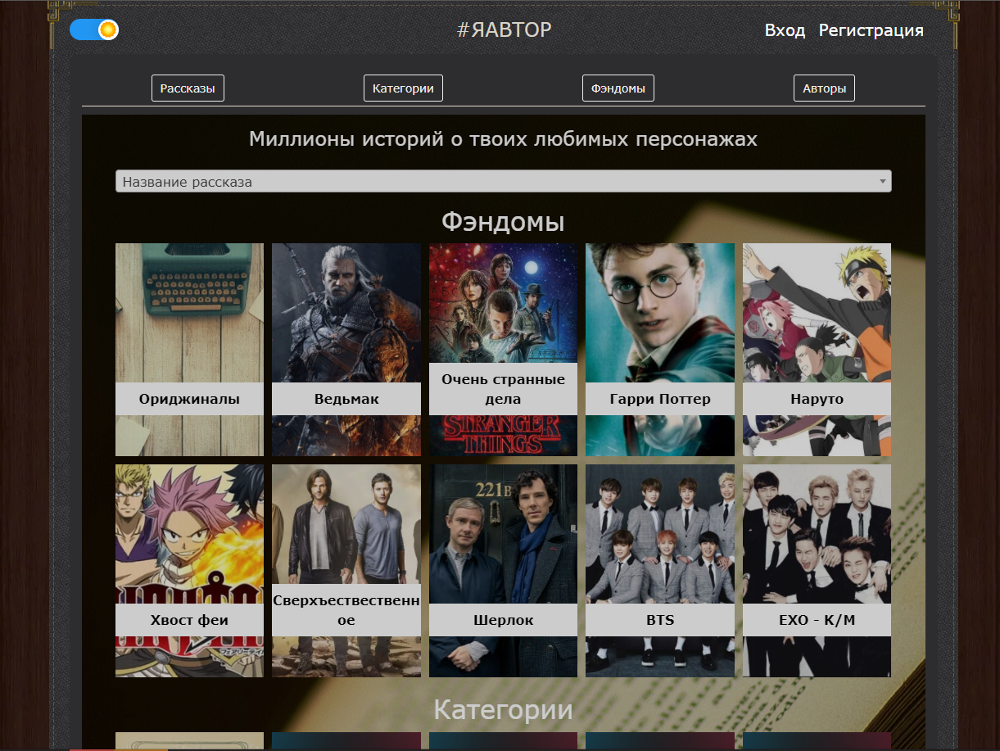 #ЯАВТОР
Вход Регистрация
Рассказы Категории Фэндомы Авторы
Миллионы историй о твоих любимых персонажах
Название рассказа
Фэндомы
Ориджиналы
Ведьмак
Очень странные
дела
STRANGER
THINGS
Гарри Поттер
Наруто
Хвост феи
Сверхъествественн
ое
221B
Шерлок
BTS
EXO - K/M
Категории